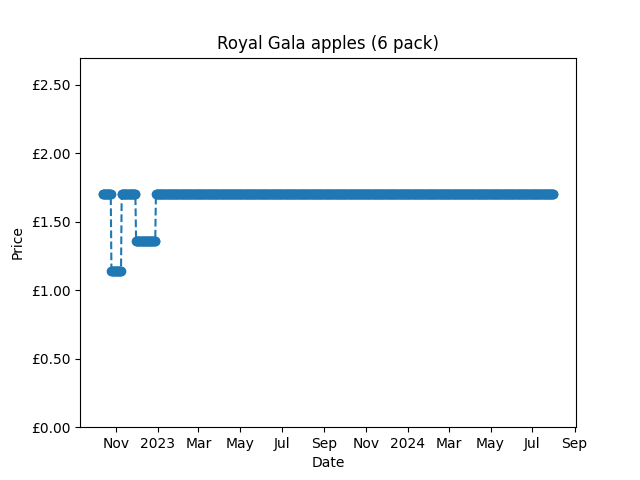 Royal Gala apples (6 pack)
£2.50
£2.00
£1.50
£1.00
£0.50
£0.00
Price
Nov 2023 Mar May Jul Sep Nov 2024 Mar May Jul Sep
Date